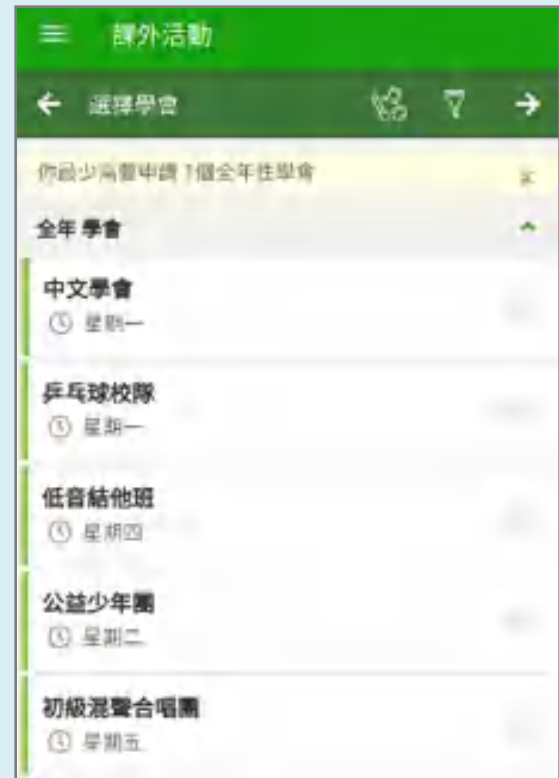 課外活動
選擇學會
你最少需要申請 1個全年性學會
全年 學會
中文學會
星期一
乒乓球校隊
星期一
低音結他班
星期四
公益少年團
星期二
初級混聲合唱團
星期五